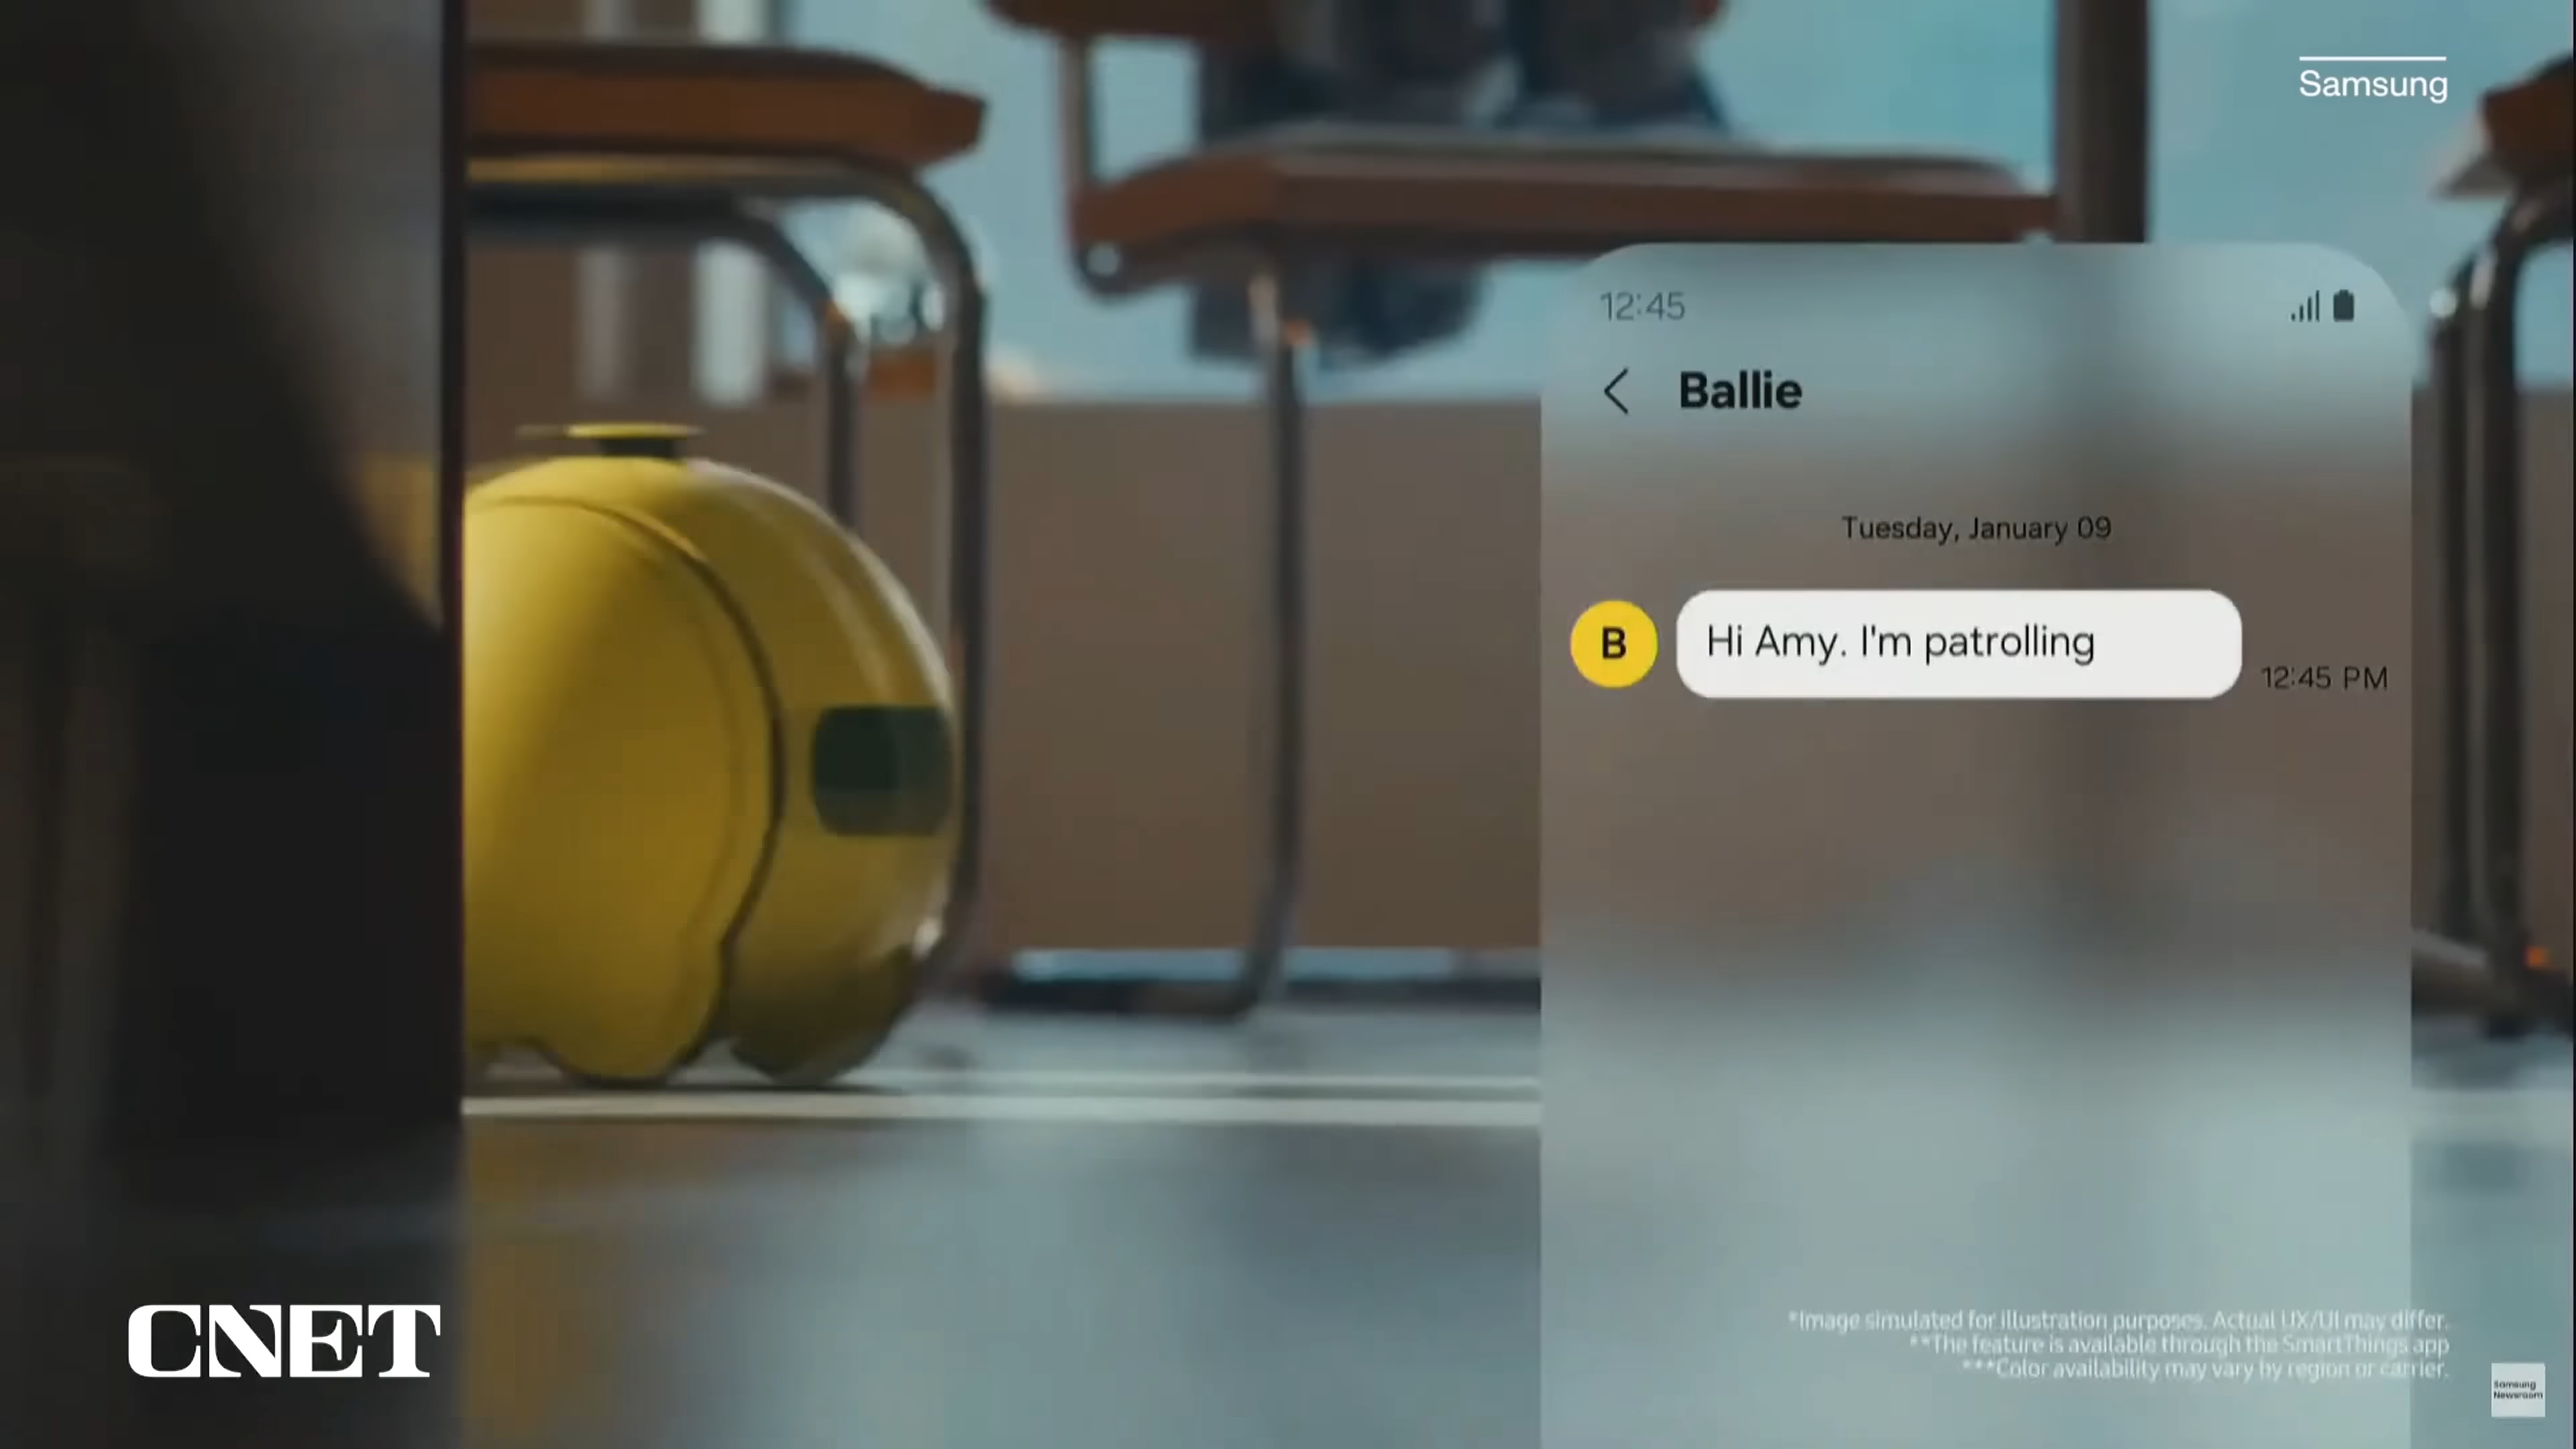 Samsung
12:45
Ballie
Tuesday, January 09
B
Hi Amy. I'm patrolling
12:45 PM
CNET
*Image simulated for illustration purposes. Actual UX/UI may differ.
**The feature is available through the SmartThings app
***Color availability may vary by region or carrier.
Samsung
Newsroom